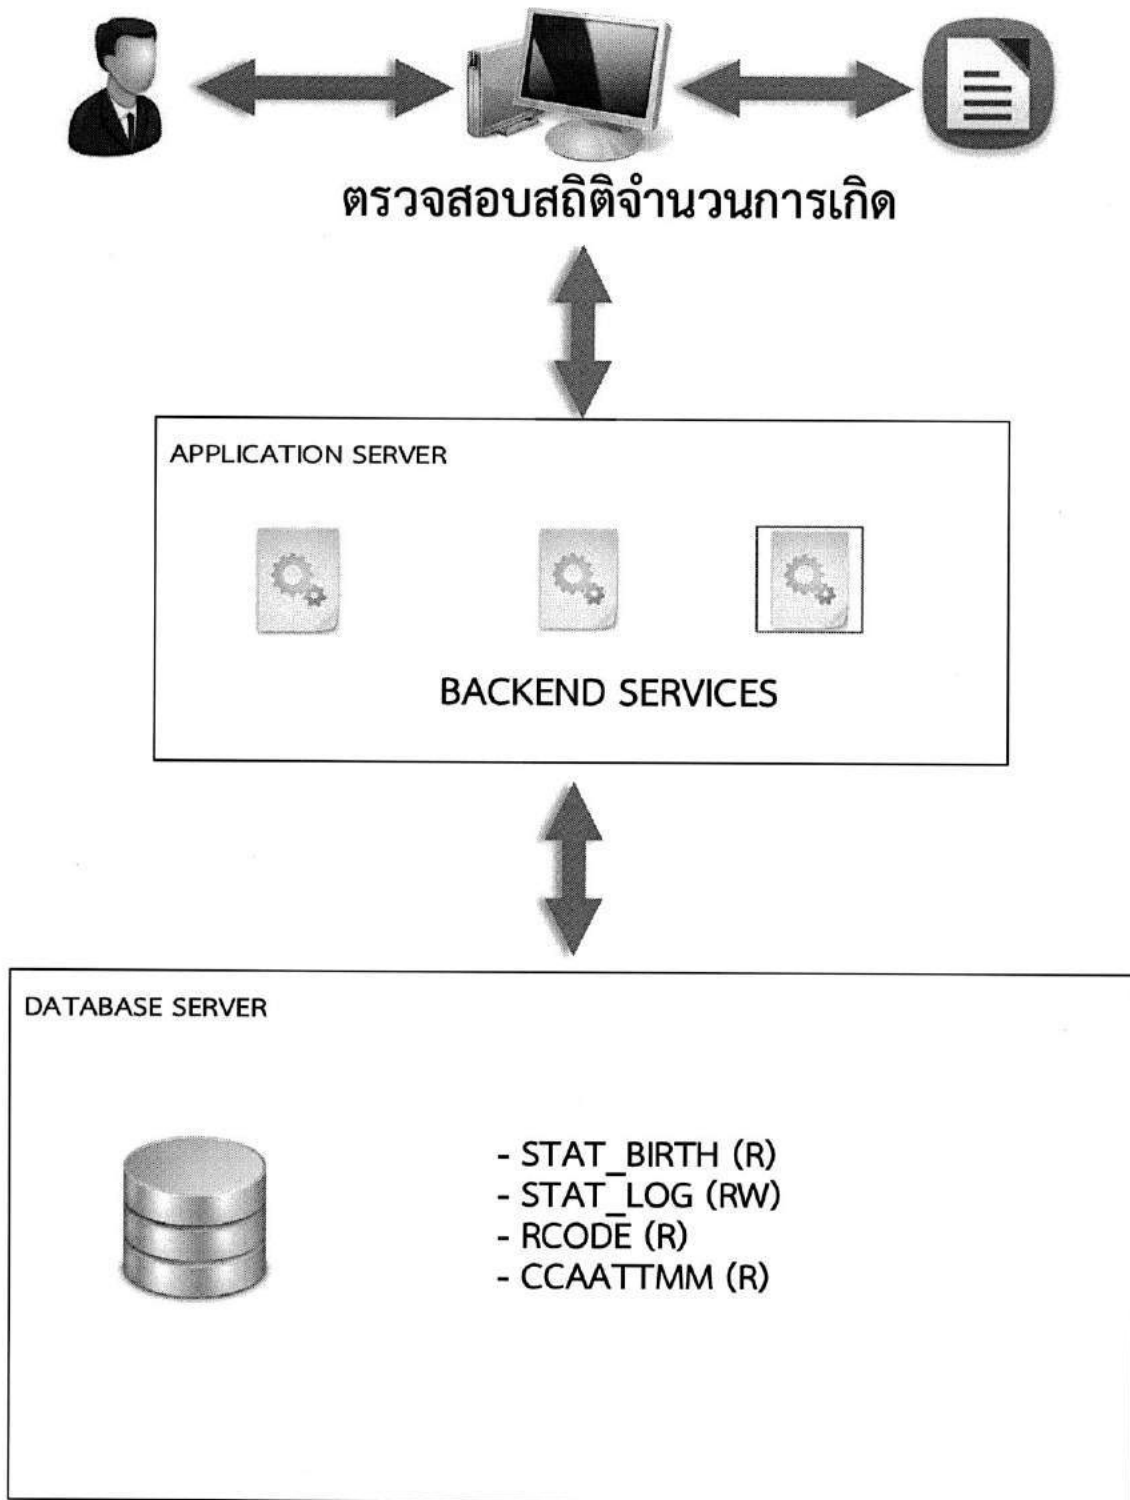 ตรวจสอบสถิติจำนวนการเกิด
APPLICATION SERVER
BACKEND SERVICES
DATABASE SERVER
- STAT_BIRTH (R)
- STAT_LOG (RW)
- RCODE (R)
- CCAATTMM (R)